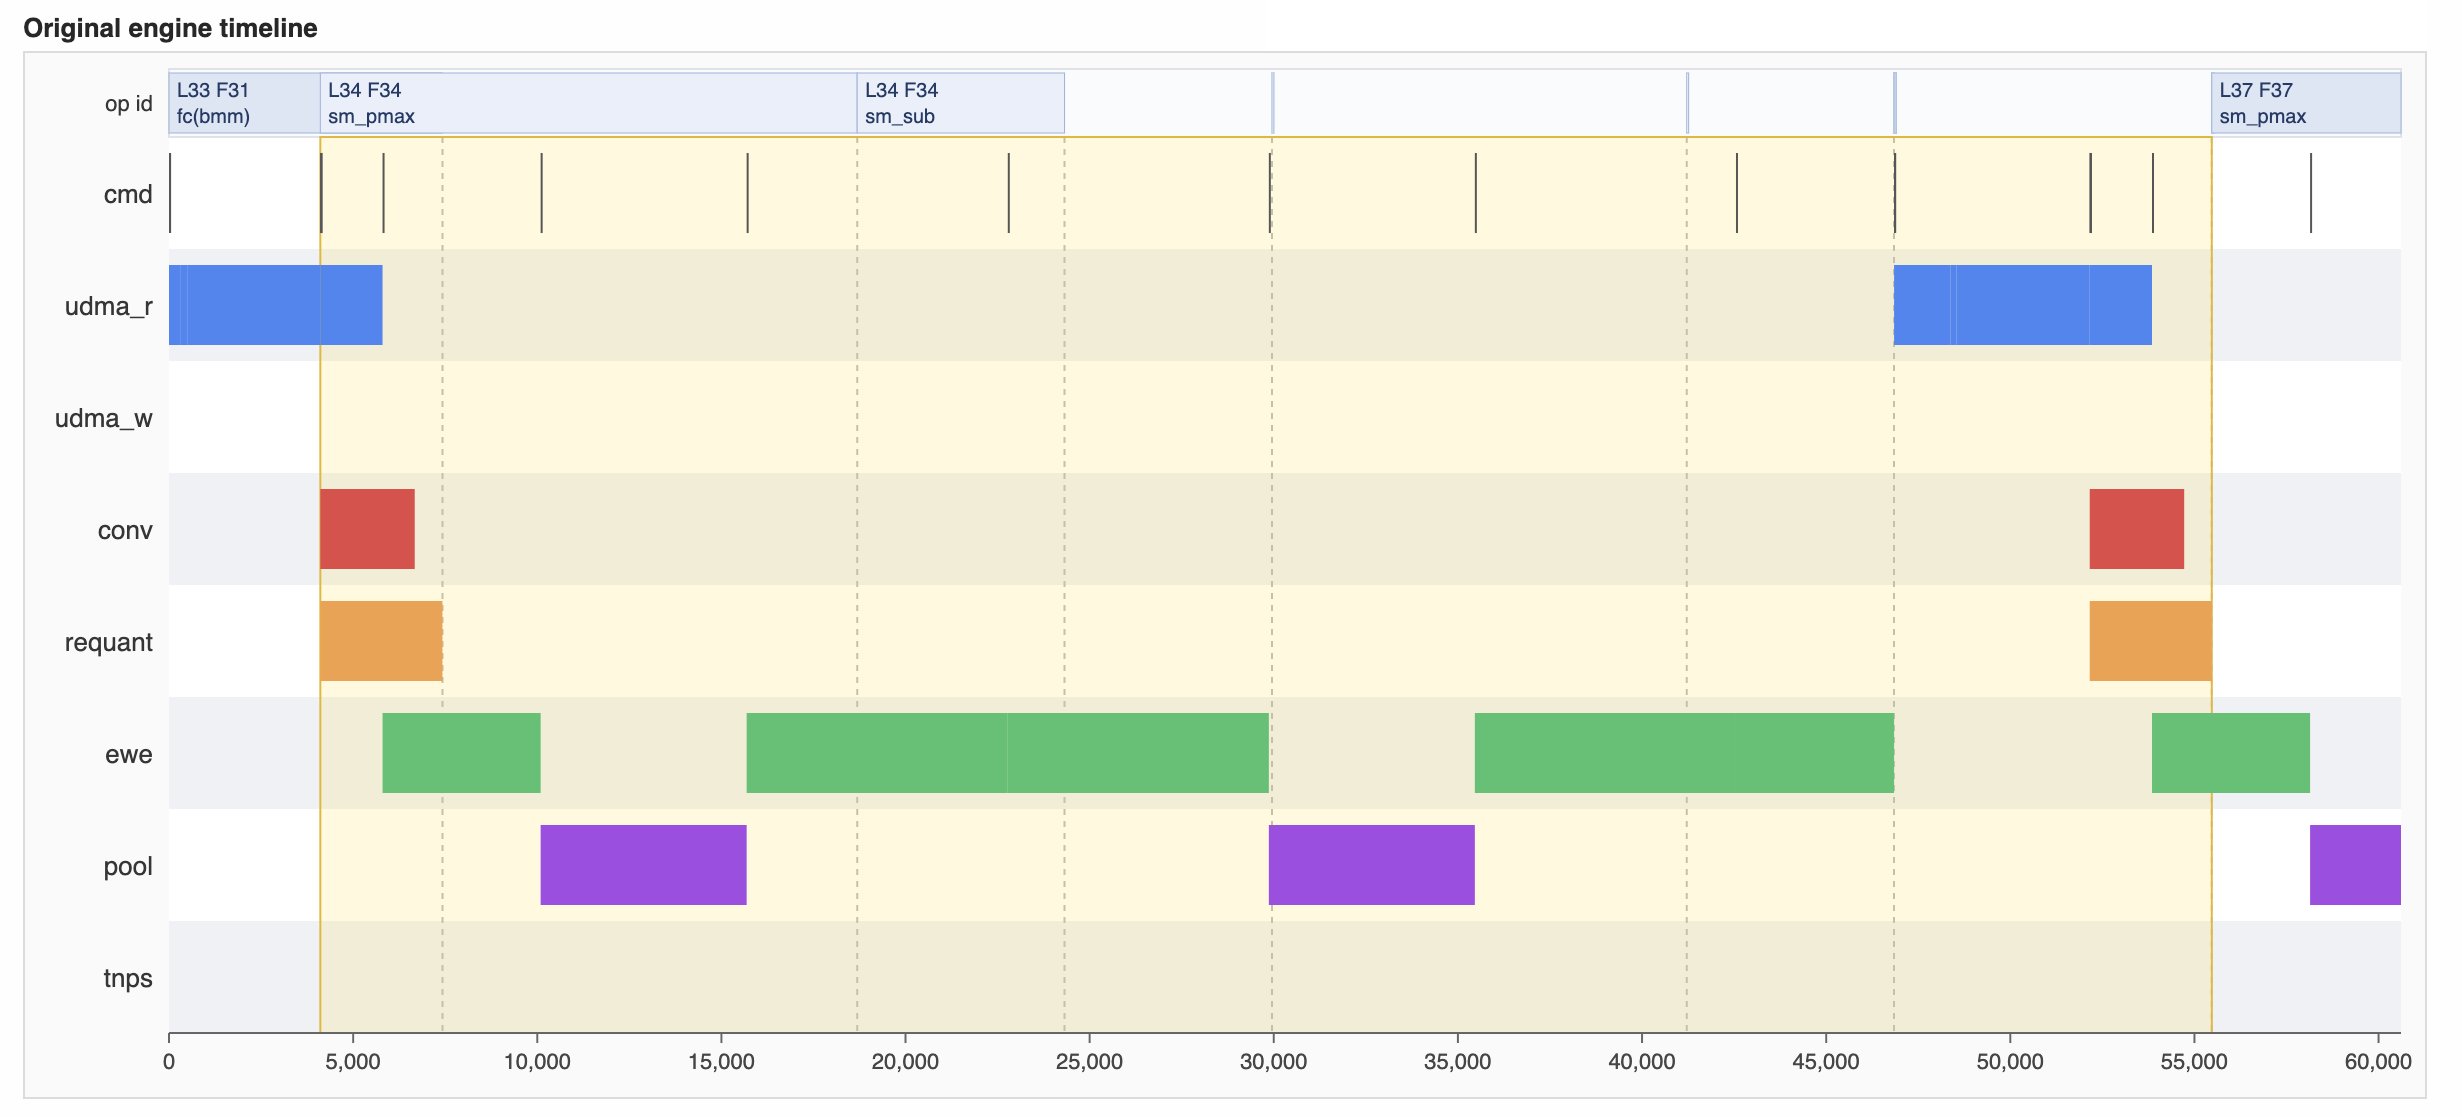 Original engine timeline
op id
L33 F31
fc(bmm)
L34 F34
sm_pmax
L34 F34
sm_sub
L37 F37
sm_pmax
cmd
udma_r
udma_w
conv
requant
ewe
pool
tnps
0 5,000 10,000 15,000 20,000 25,000 30,000 35,000 40,000 45,000 50,000 55,000 60,000